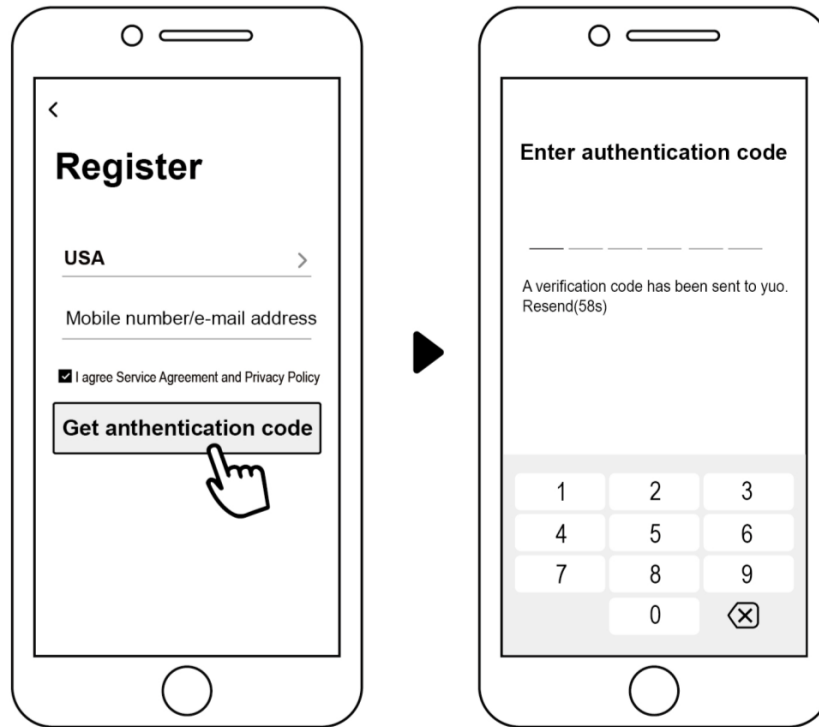 Register
USA
Mobile number/e-mail address
I agree Service Agreement and Privacy Policy
Get anthentication code
Enter authentication code
A verification code has been sent to yuo.
Resend(58s)
1 2 3
4 5 6
7 8 9
0